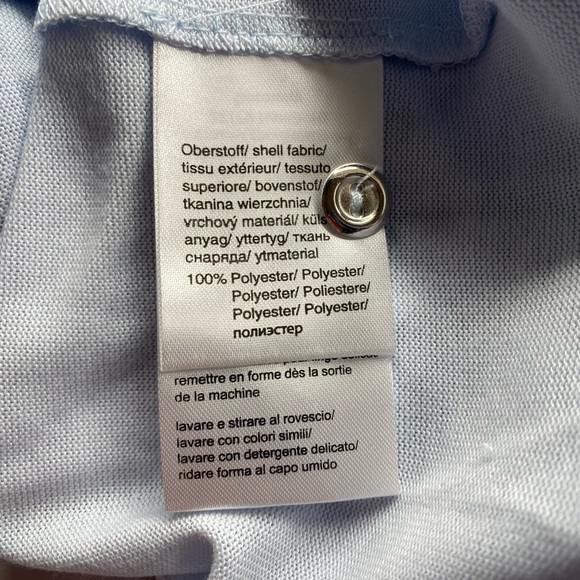 Oberstoff/ shell fabric/
tissu extérieur/ tessuto
superiore/ bovenstof/
tkanina wierzchnia/
vrchový materiál/ küls
anyag/ yttertyg/ ткань
снаряда/ ytmaterial
100% Polyester/ Polyester/
Polyester/ Poliestere/
Polyester/ Polyester/
полиэстер
remettre en forme dès la sortie
de la machine
lavare e stirare al rovescio/
lavare con colori simili/
lavare con detergente delicato/
ridare forma al capo umido